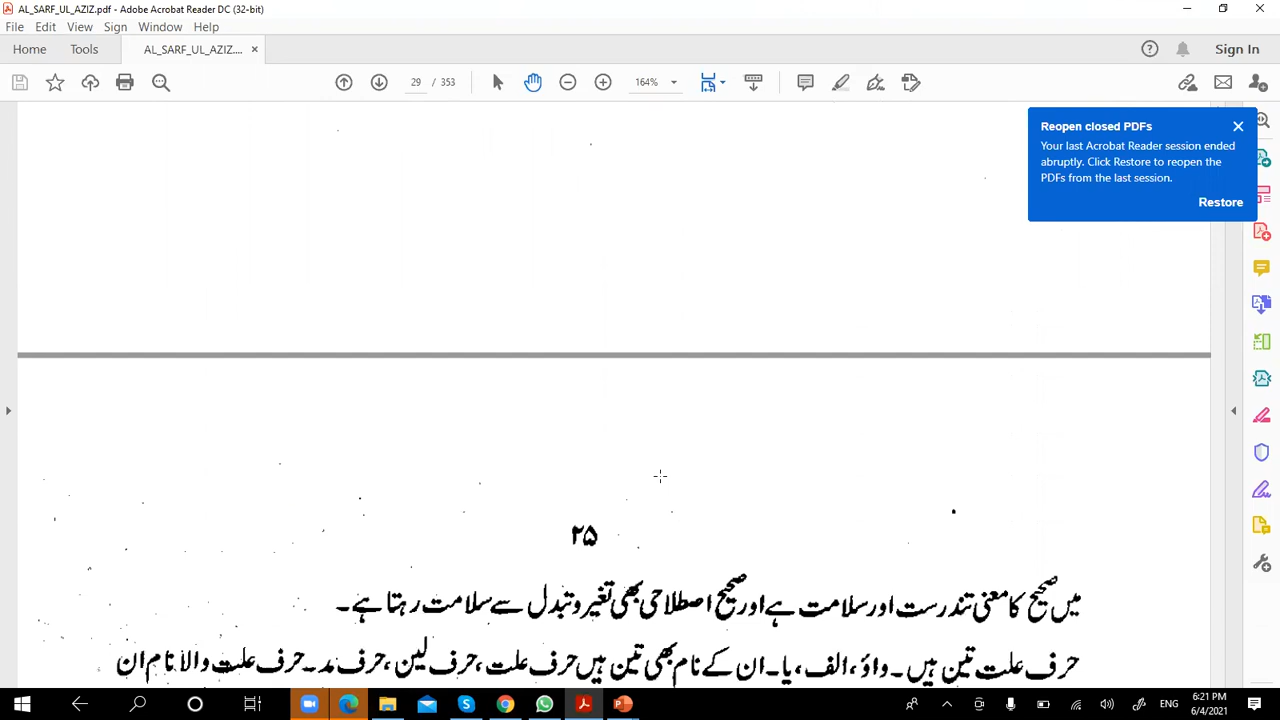 AL_SARF_UL_AZIZ.pdf - Adobe Acrobat Reader DC (32-bit)
File Edit View Sign Window Help
Home Tools AL_SARF_UL_AZIZ.... × Sign In
29 / 353 164%
Reopen closed PDFs
Your last Acrobat Reader session ended
abruptly. Click Restore to reopen the
PDFs from the last session.
Restore
۲۵
میں صحیح کا معنی تندرست اور سلامت ہے اور صحیح اصطلاحی بھی تغیر و تبدل سے سلامت رہتا ہے۔
حرف علت تین ہیں۔ واؤ، الف، یا۔ ان کے نام بھی تین ہیں حرف علت، حرف لین، حرف مد۔ حرف علت والا نام ان
ENG 6:21 PM
6/4/2021